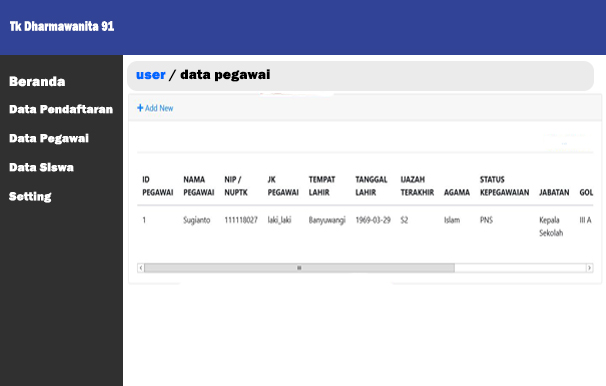 Tk Dharmawanita 91
Beranda
Data Pendaftaran
Data Pegawai
Data Siswa
Setting
user / data pegawai
+ Add New
ID PEGAWAI NAMA PEGAWAI NIP / NUPTK JK PEGAWAI TEMPAT LAHIR TANGGAL LAHIR IJAZAH TERAKHIR AGAMA STATUS KEPEGAWAIAN JABATAN GOL
1 Sugianto 111118027 laki_laki Banyuwangi 1969-03-29 S2 Islam PNS Kepala Sekolah III A